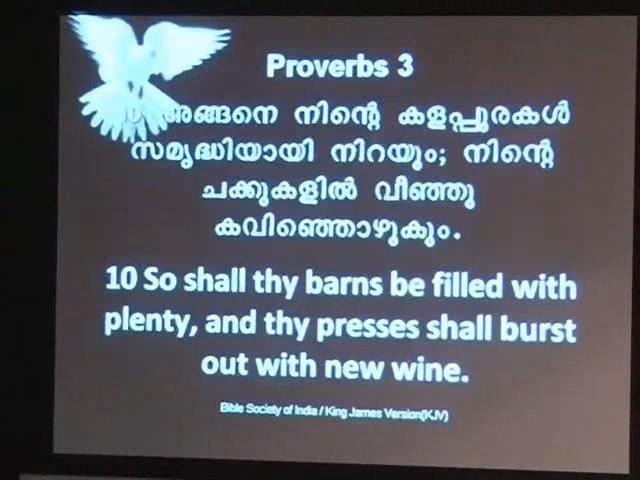 Proverbs 3
അങ്ങനെ നിന്റെ കളപ്പുരകൾ
സമൃദ്ധിയായി നിറയും; നിന്റെ
ചക്കുകളിൽ വീഞ്ഞു
കവിഞ്ഞൊഴുകും.
10 So shall thy barns be filled with
plenty, and thy presses shall burst
out with new wine.
Bible Society of India / King James Version(KJV)